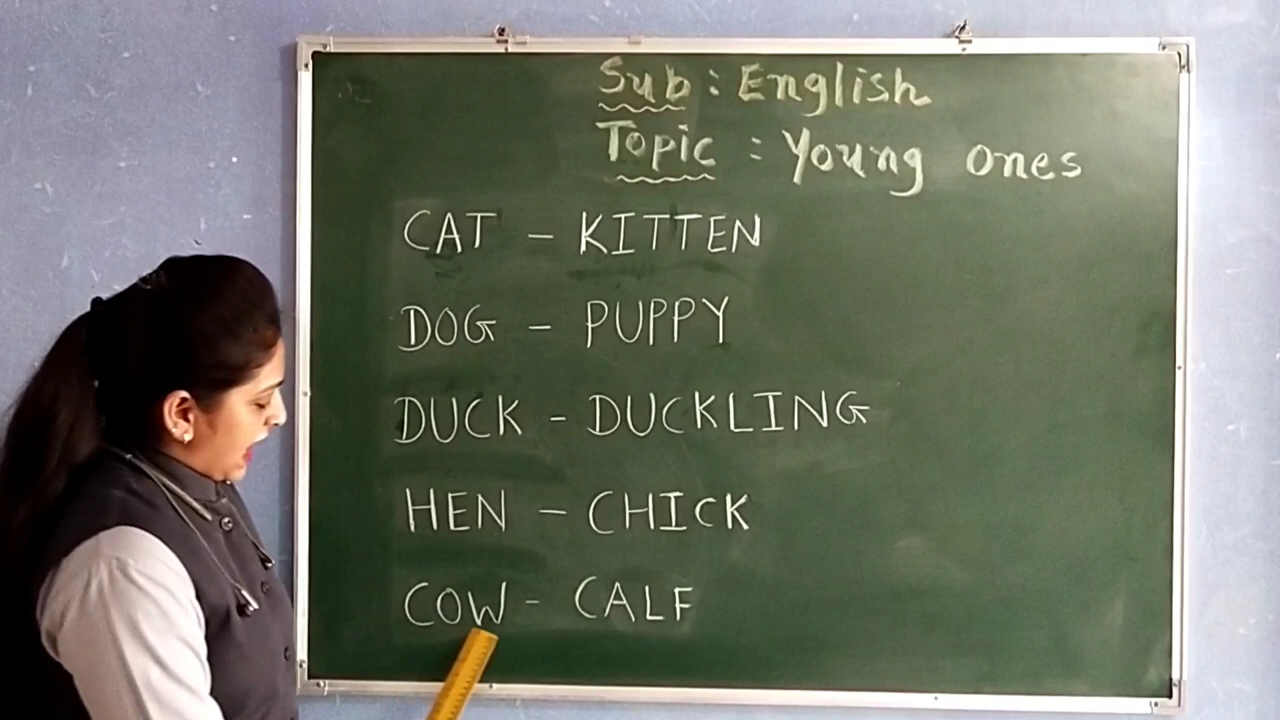 Sub : English
Topic : Young ones
CAT - KITTEN
DOG - PUPPY
DUCK - DUCKLING
HEN - CHICK
COW - CALF